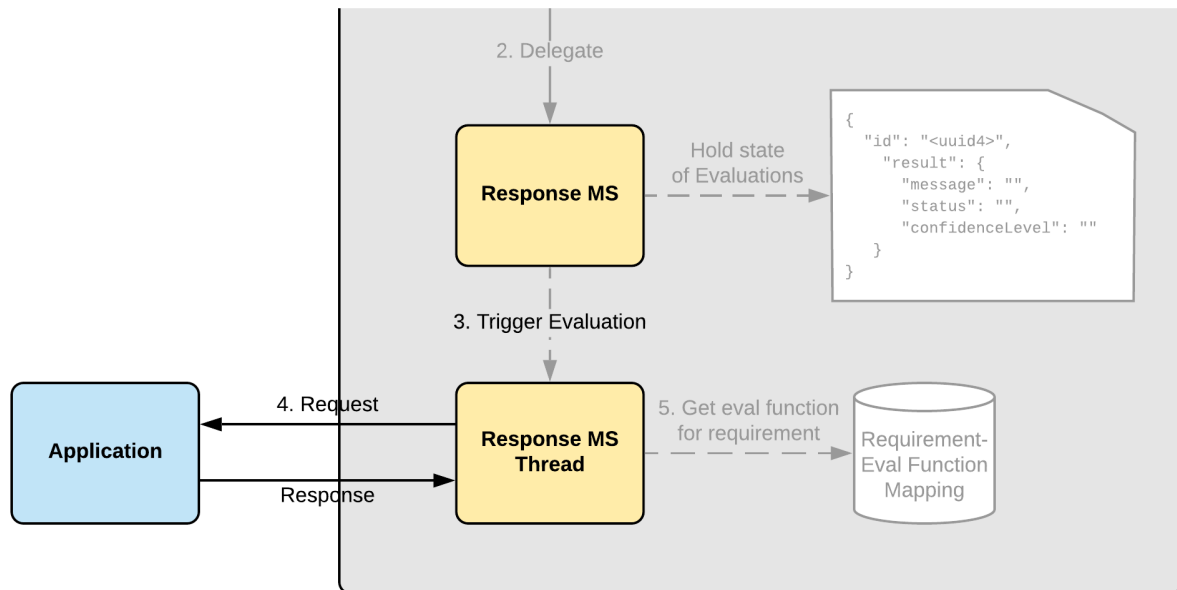 2. Delegate
Response MS
Hold state
of Evaluations
{
"id": "<uuid4>",
"result": {
"message": "",
"status": "",
"confidenceLevel": ""
}
}
3. Trigger Evaluation
Application
4. Request
Response
Response MS
Thread
5. Get eval function
for requirement
Requirement-
Eval Function
Mapping